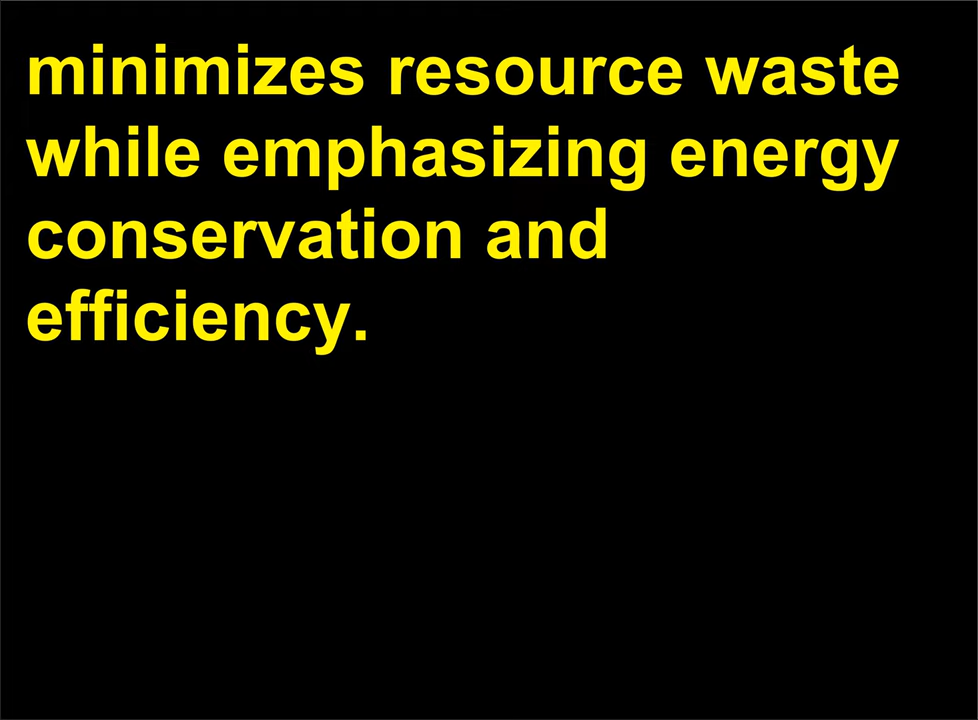 minimizes resource waste
while emphasizing energy
conservation and
efficiency.